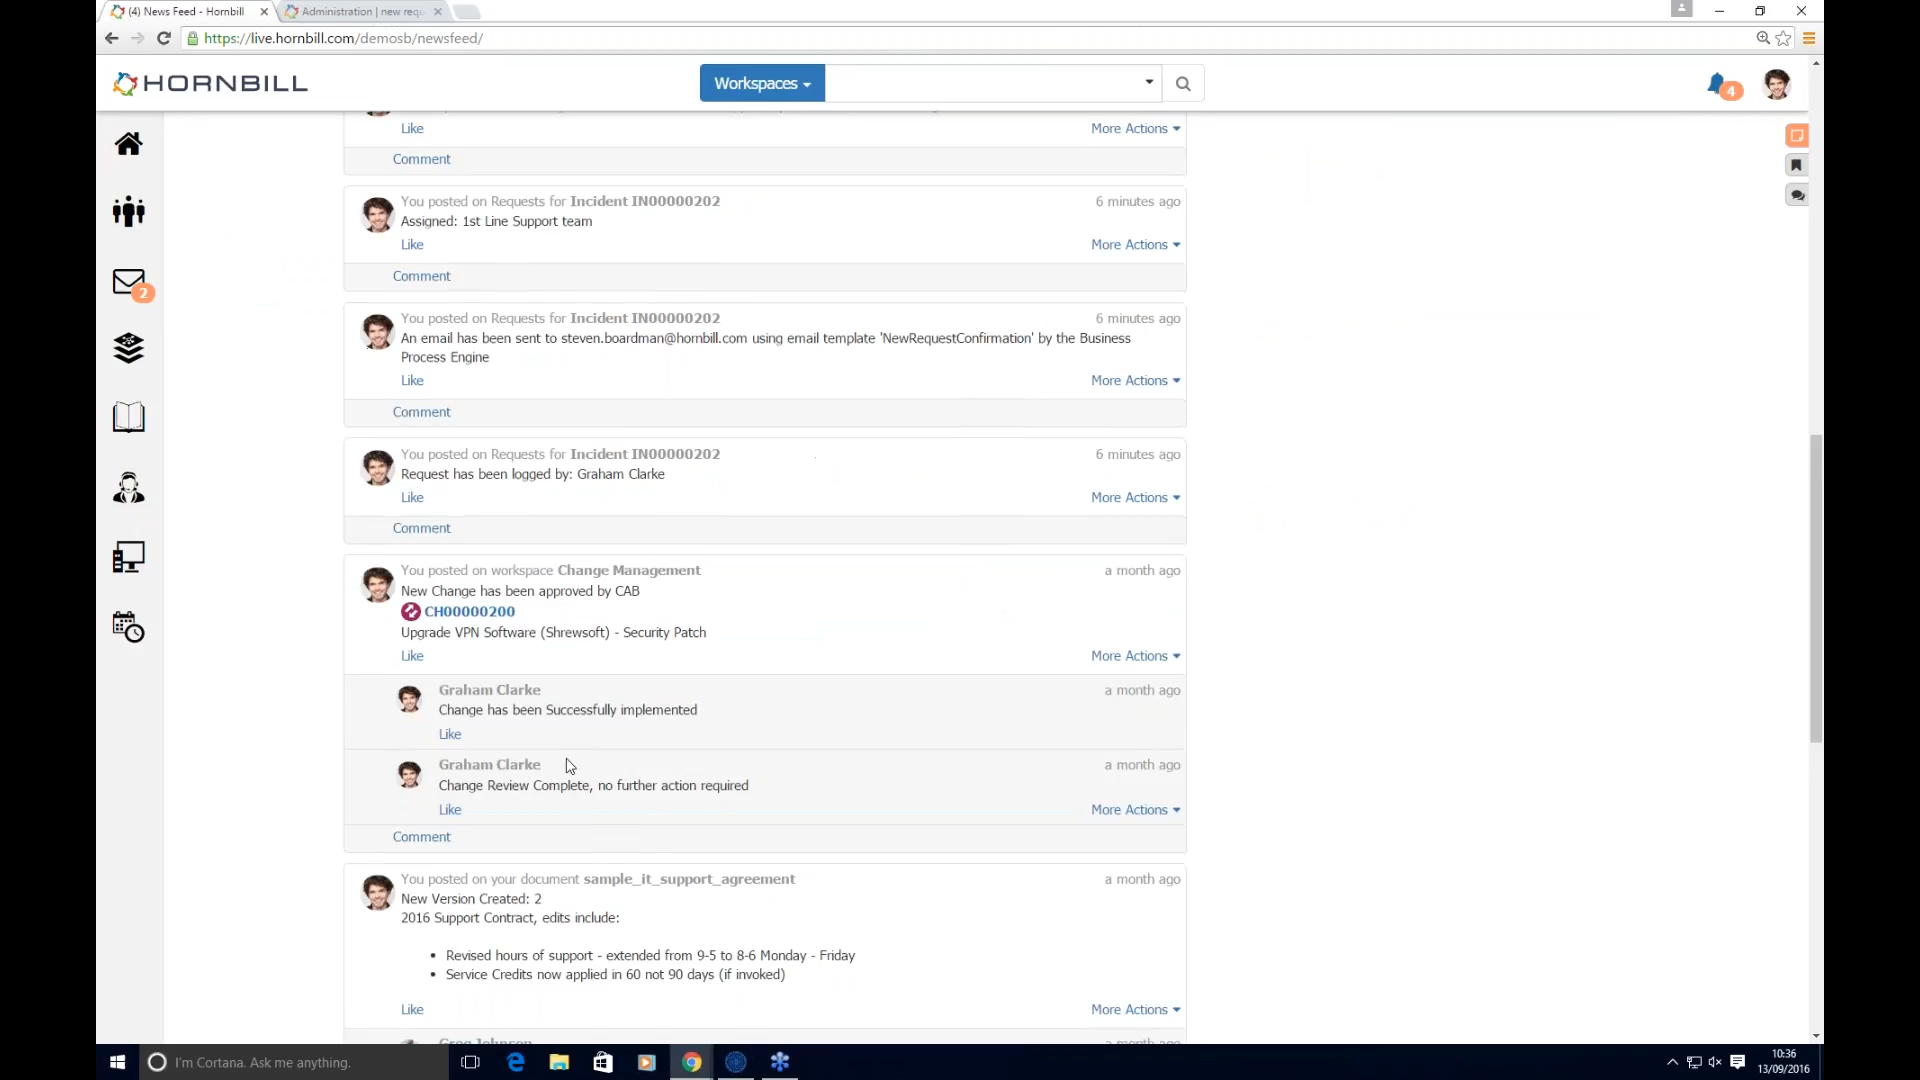 (4) News Feed - Hornbill
Administration | new requ
https://live.hornbill.com/demosb/newsfeed/
HORNBILL
Workspaces
4
Like
More Actions
Comment
You posted on Requests for Incident IN00000202
6 minutes ago
Assigned: 1st Line Support team
Like
More Actions
Comment
2
You posted on Requests for Incident IN00000202
6 minutes ago
An email has been sent to steven.boardman@hornbill.com using email template 'NewRequestConfirmation' by the Business
Process Engine
Like
More Actions
Comment
You posted on Requests for Incident IN00000202
6 minutes ago
Request has been logged by: Graham Clarke
Like
More Actions
Comment
You posted on workspace Change Management
a month ago
New Change has been approved by CAB
CH00000200
Upgrade VPN Software (Shrewsoft) - Security Patch
Like
More Actions
Graham Clarke
a month ago
Change has been Successfully implemented
Like
Graham Clarke
a month ago
Change Review Complete, no further action required
Like
More Actions
Comment
You posted on your document sample_it_support_agreement
a month ago
New Version Created: 2
2016 Support Contract, edits include:
• Revised hours of support - extended from 9-5 to 8-6 Monday - Friday
• Service Credits now applied in 60 not 90 days (if invoked)
Like
More Actions
Greg Johnson
a month ago
I'm Cortana. Ask me anything.
10:36
13/09/2016